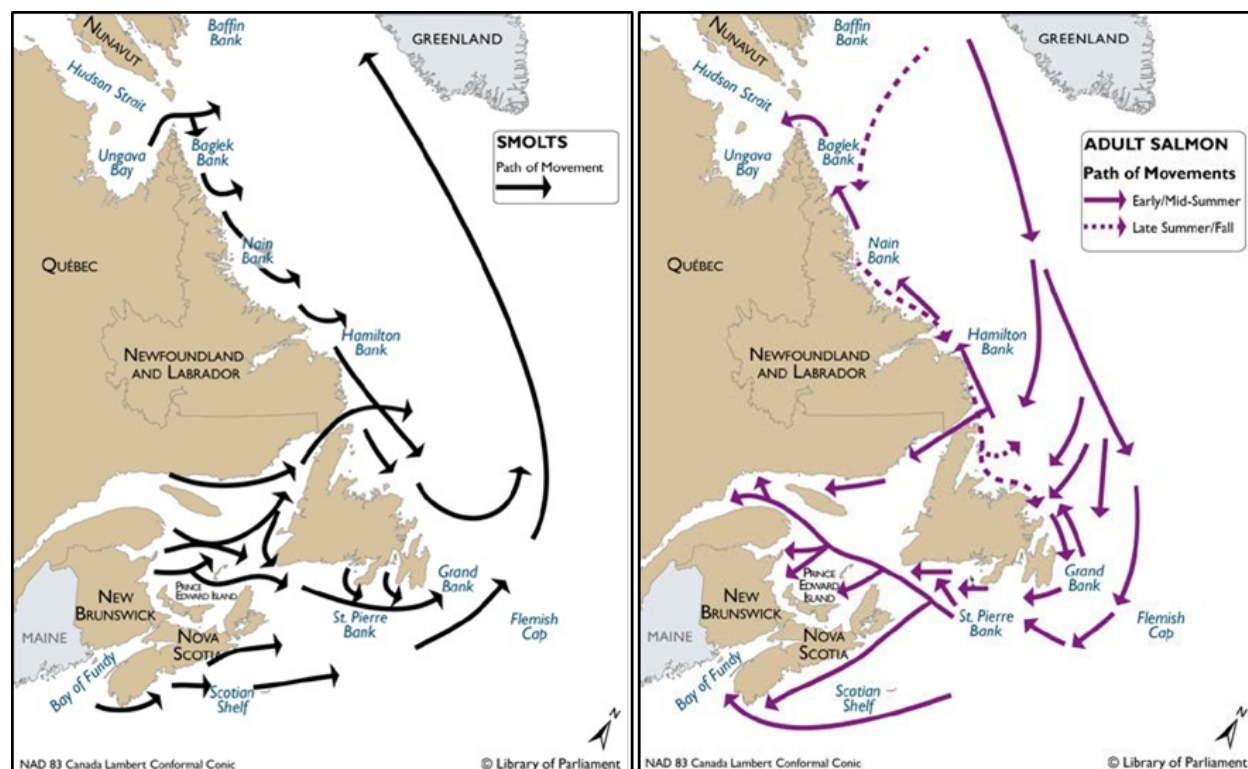 Baffin
Bank
NUNAVUT
GREENLAND
Hudson Strait
SMOLTS
Path of Movement
Ungava
Bay
Baglek
Bank
Nain
Bank
QUÉBEC
Hamilton
Bank
NEWFOUNDLAND
AND LABRADOR
PRINCE
EDWARD ISLAND
Grand
Bank
NEW
BRUNSWICK
St. Pierre
Bank
Flemish
Cap
MAINE
NOVA
SCOTIA
Bay of Fundy
Scotian
Shelf
N
NAD 83 Canada Lambert Conformal Conic
© Library of Parliament
Baffin
Bank
NUNAVUT
GREENLAND
Hudson Strait
ADULT SALMON
Path of Movements
Early/Mid-Summer
Late Summer/Fall
Ungava
Bay
Baglek
Bank
Nain
Bank
QUÉBEC
Hamilton
Bank
NEWFOUNDLAND
AND LABRADOR
PRINCE
EDWARD
ISLAND
Grand
Bank
NEW
BRUNSWICK
St. Pierre
Bank
Flemish
Cap
MAINE
NOVA
SCOTIA
Bay of Fundy
Scotian
Shelf
N
NAD 83 Canada Lambert Conformal Conic
© Library of Parliament